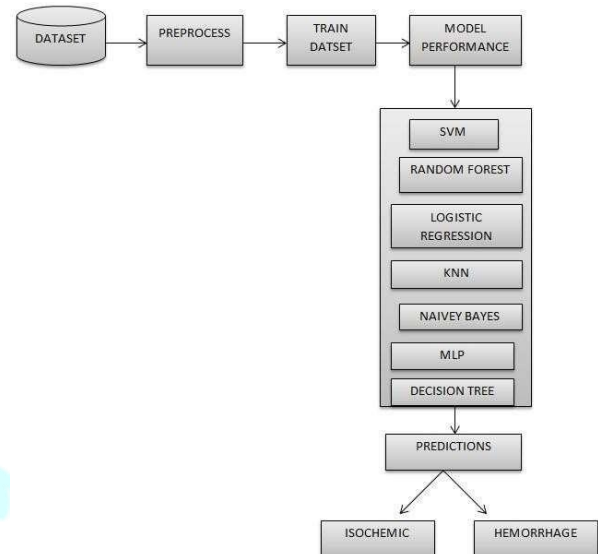 DATASET
PREPROCESS
TRAIN
DATSET
MODEL
PERFORMANCE
SVM
RANDOM FOREST
LOGISTIC
REGRESSION
KNN
NAIVEY BAYES
MLP
DECISION TREE
PREDICTIONS
ISOCHEMIC
HEMORRHAGE